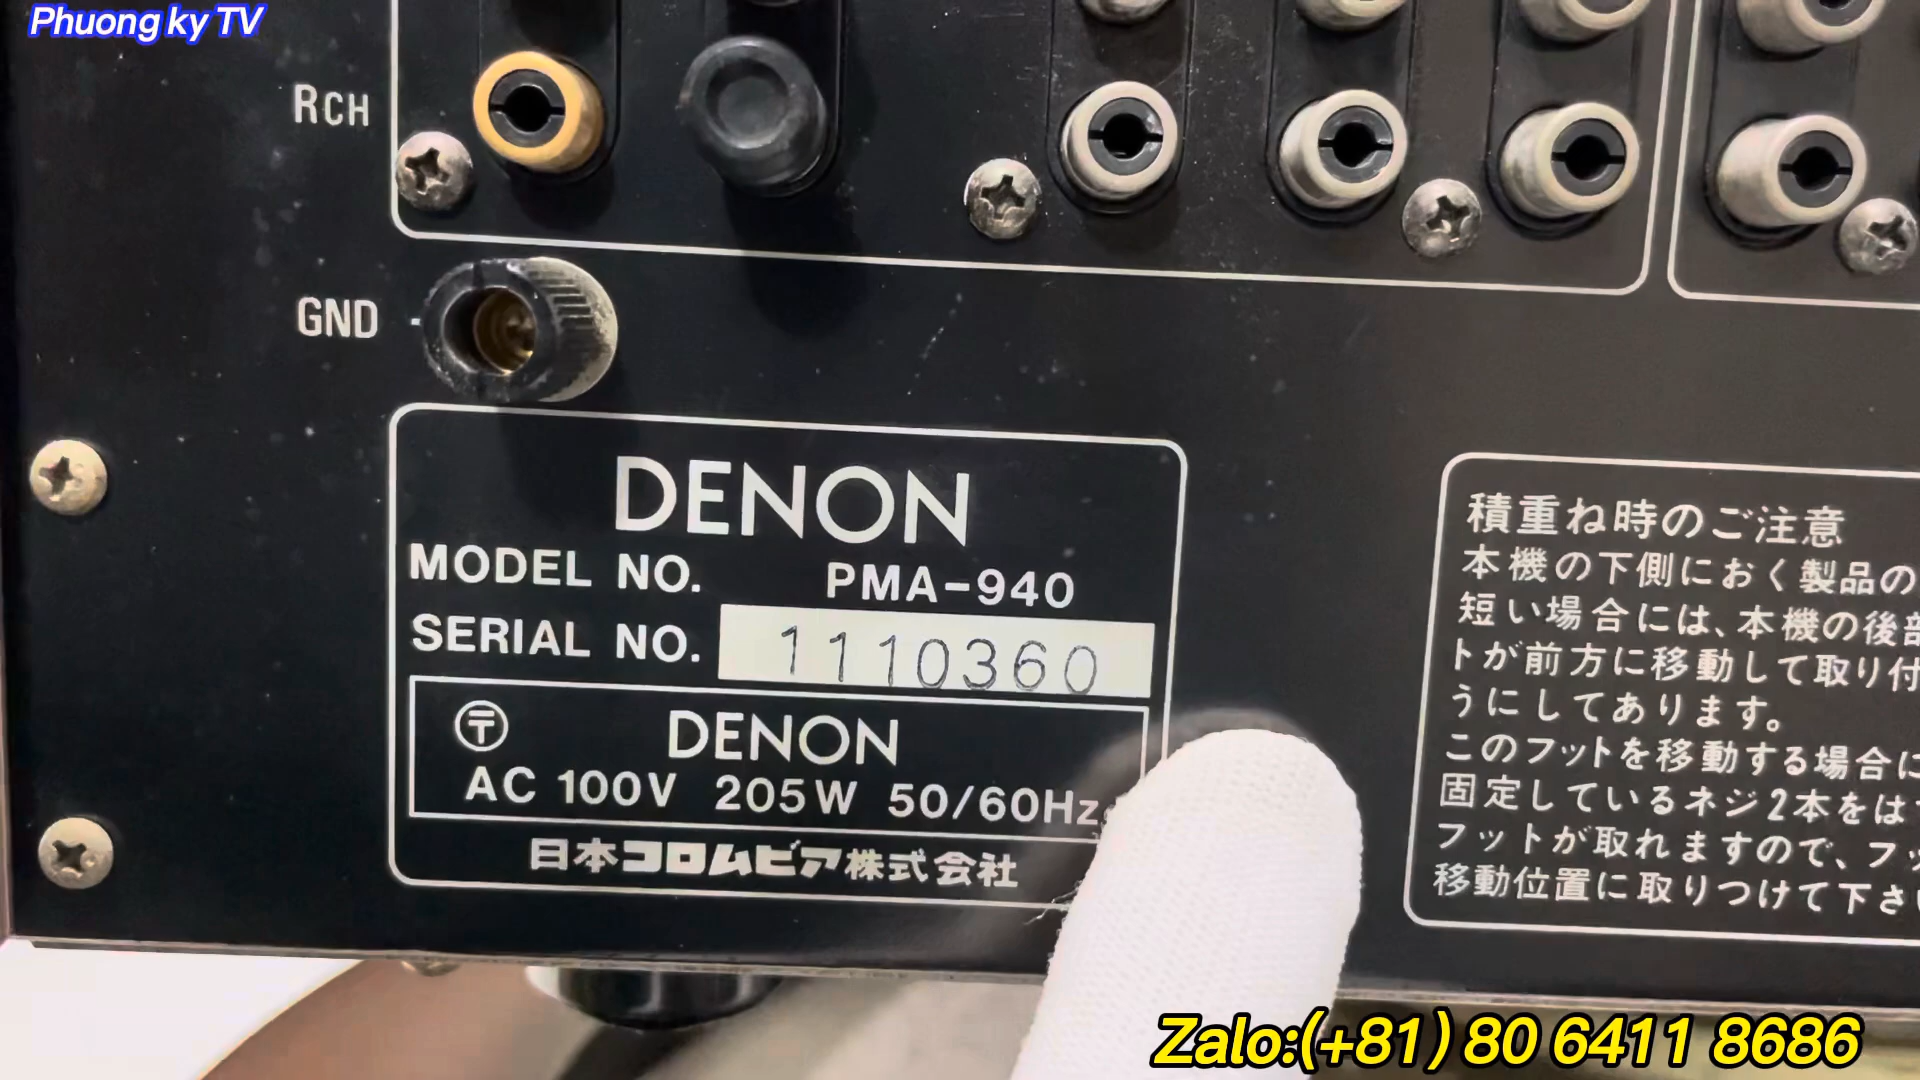 Phuong ky TV
RCH
GND
DENON
MODEL NO. PMA-940
SERIAL NO. 1110360
〒 DENON
AC 100V 205W 50/60Hz
日本コロムビア株式会社
積重ね時のご注意
本機の下側におく製品の
短い場合には、本機の後部
トが前方に移動して取り付
うにしてあります。
このフットを移動する場合に
固定しているネジ2本をはず
フットが取れますので、フッ
移動位置に取りつけて下さい
Zalo:(+81) 80 6411 8686